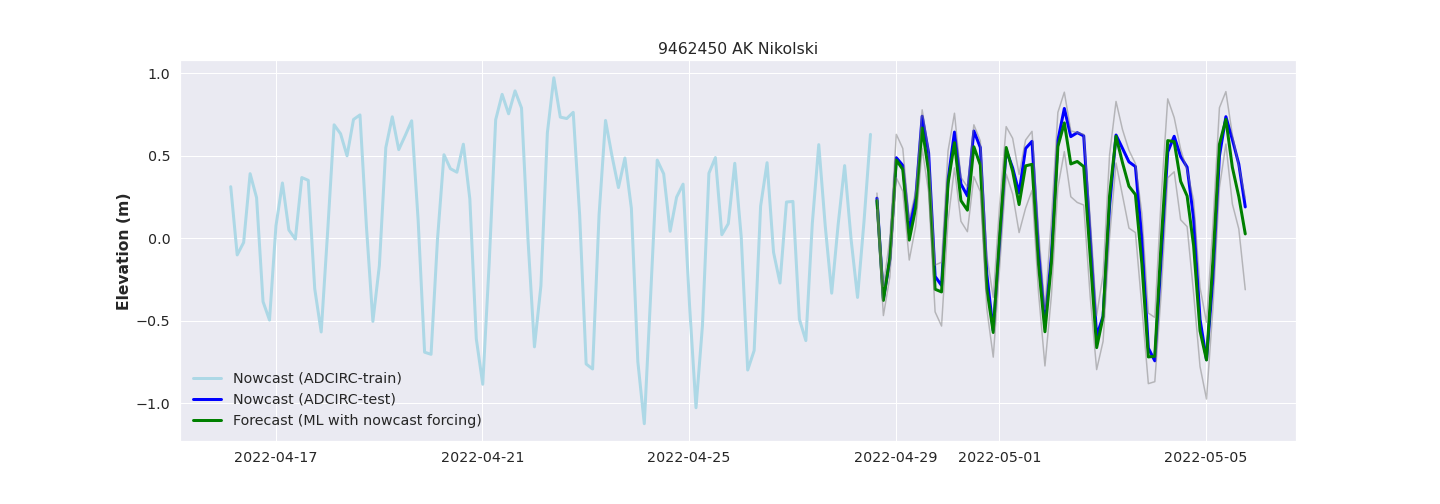 9462450 AK Nikolski
1.0
0.5
0.0
−0.5
−1.0
Elevation (m)
Nowcast (ADCIRC-train)
Nowcast (ADCIRC-test)
Forecast (ML with nowcast forcing)
2022-04-17 2022-04-21 2022-04-25 2022-04-29 2022-05-01 2022-05-05